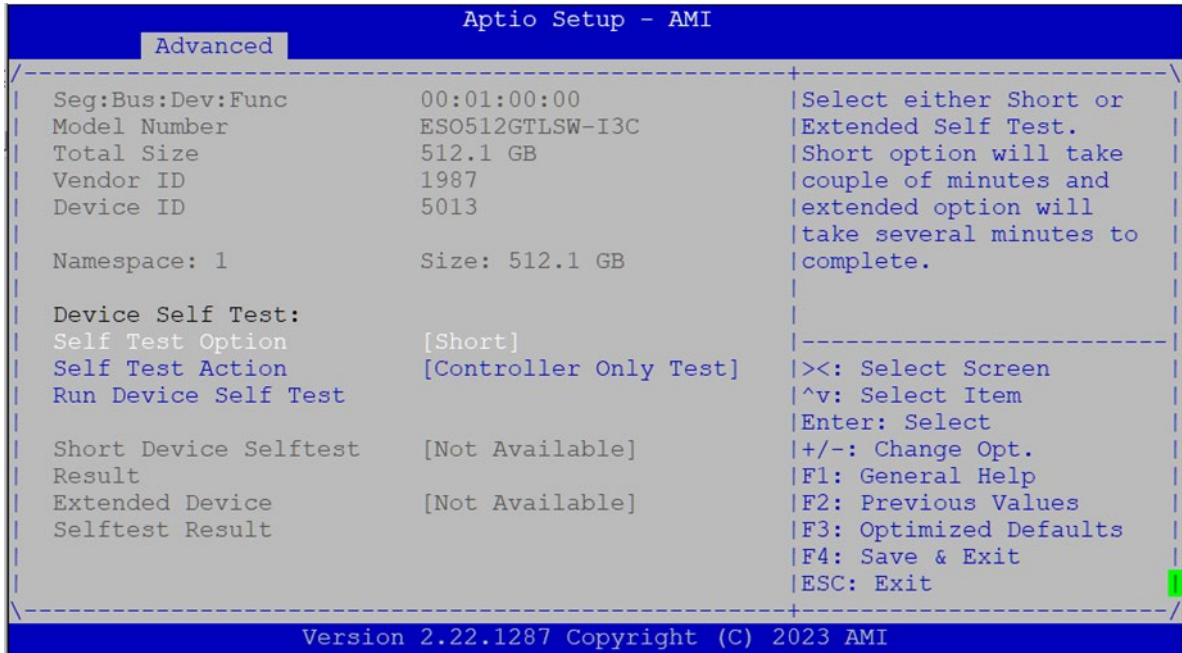 Aptio Setup - AMI
Advanced
Seg:Bus:Dev:Func 00:01:00:00
Model Number ESO512GTLSW-I3C
Total Size 512.1 GB
Vendor ID 1987
Device ID 5013
Namespace: 1 Size: 512.1 GB
Device Self Test:
Self Test Option [Short]
Self Test Action [Controller Only Test]
Run Device Self Test
Short Device Selftest [Not Available]
Result
Extended Device [Not Available]
Selftest Result
Select either Short or
Extended Self Test.
Short option will take
couple of minutes and
extended option will
take several minutes to
complete.
><: Select Screen
^v: Select Item
Enter: Select
+/-: Change Opt.
F1: General Help
F2: Previous Values
F3: Optimized Defaults
F4: Save & Exit
ESC: Exit
Version 2.22.1287 Copyright (C) 2023 AMI